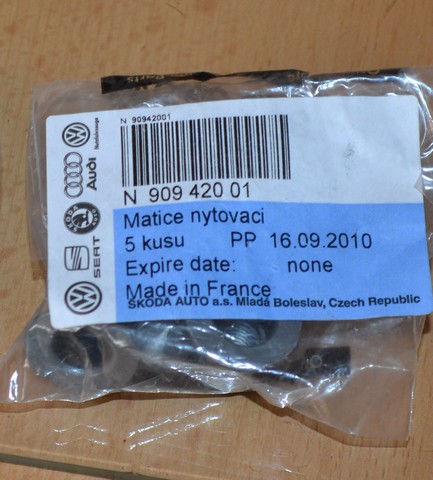 N 90942001
N 909 420 01
Matice nytovaci
5 kusu PP 16.09.2010
Expire date: none
Made in France
ŠKODA AUTO a.s. Mladá Boleslav, Czech Republic
Audi
SEAT